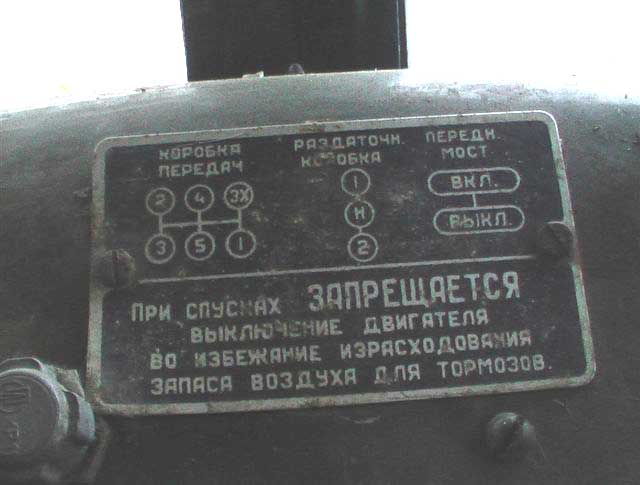 КОРОБКА
ПЕРЕДАЧ
2 4 ЗХ
3 5 1
РАЗДАТОЧН.
КОРОБКА
1
Н
2
ПЕРЕДН.
МОСТ
ВКЛ.
ВЫКЛ.
ПРИ СПУСКАХ ЗАПРЕЩАЕТСЯ
ВЫКЛЮЧЕНИЕ ДВИГАТЕЛЯ
ВО ИЗБЕЖАНИЕ ИЗРАСХОДОВАНИЯ
ЗАПАСА ВОЗДУХА ДЛЯ ТОРМОЗОВ.